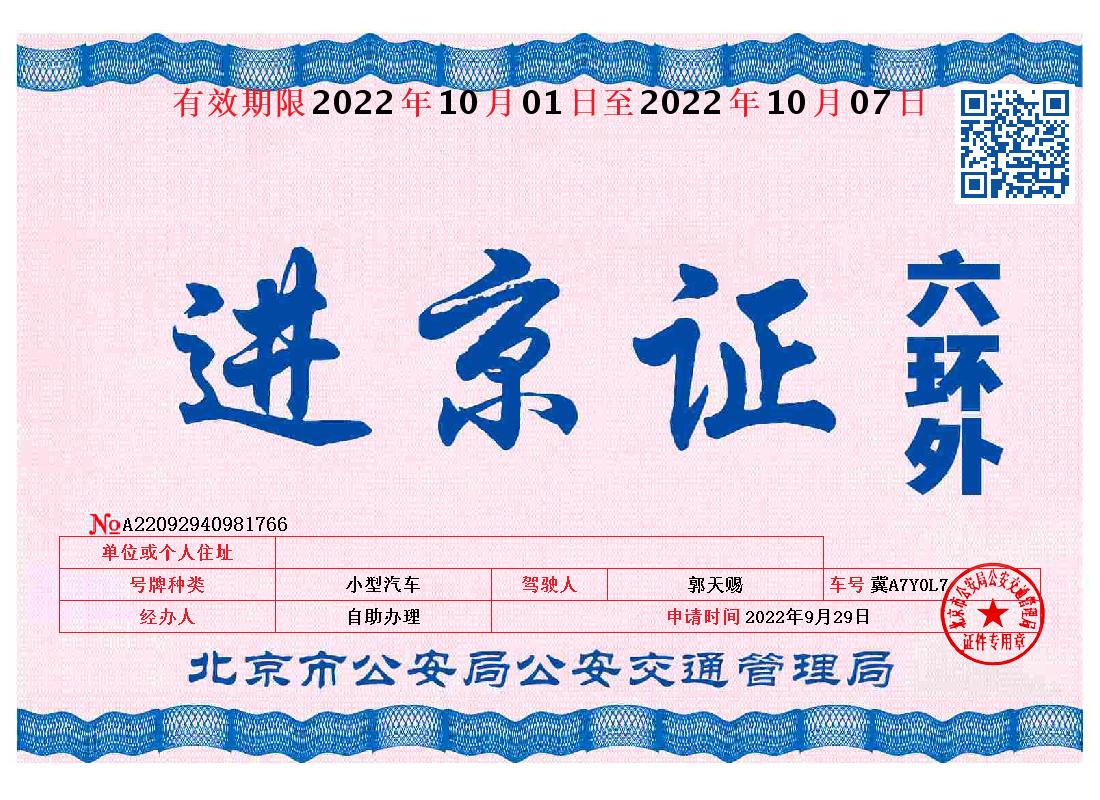 有效期限2022年10月01日至2022年10月07日
进京证
六环外
№A22092940981766
单位或个人住址
号牌种类 小型汽车 驾驶人 郭天赐 车号 冀A7Y0L7
经办人 自助办理 申请时间 2022年9月29日
北京市公安局公安交通管理局
证件专用章
北京市公安局公安交通管理局